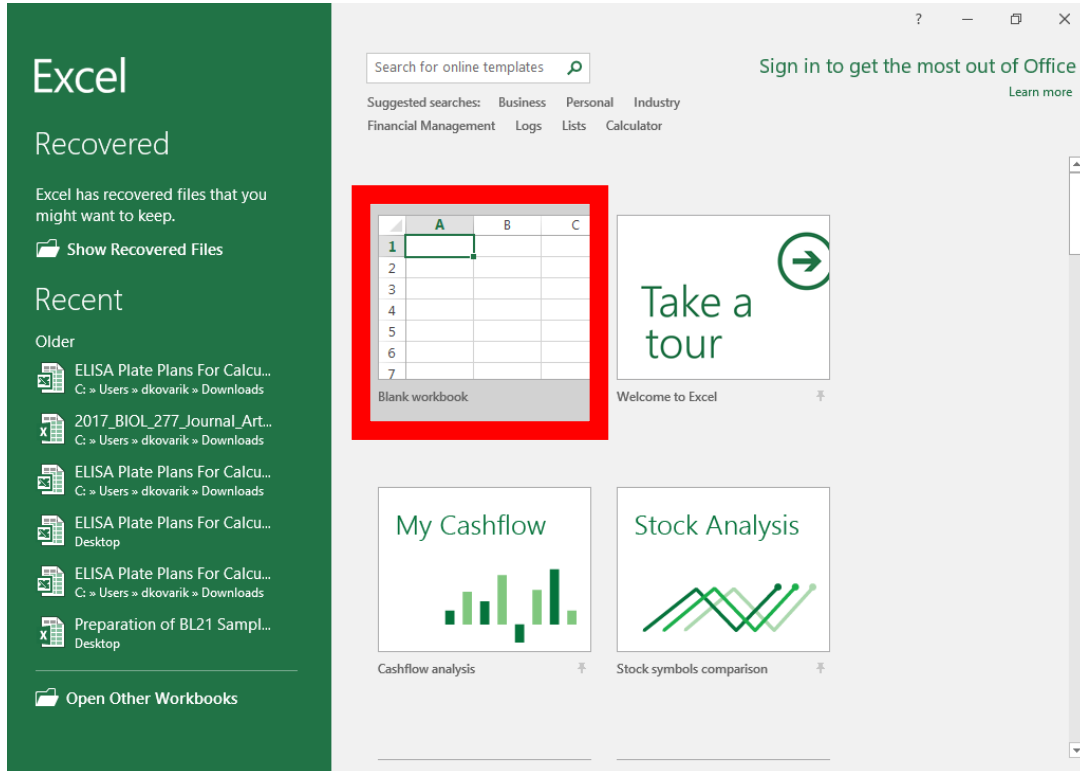 ?
Excel
Recovered
Excel has recovered files that you
might want to keep.
Show Recovered Files
Recent
Older
ELISA Plate Plans For Calcu...
C: » Users » dkovarik » Downloads
2017_BIOL_277_Journal_Art...
C: » Users » dkovarik » Downloads
ELISA Plate Plans For Calcu...
C: » Users » dkovarik » Downloads
ELISA Plate Plans For Calcu...
Desktop
ELISA Plate Plans For Calcu...
C: » Users » dkovarik » Downloads
Preparation of BL21 Sampl...
Desktop
Open Other Workbooks
Search for online templates
Sign in to get the most out of Office
Learn more
Suggested searches: Business Personal Industry
Financial Management Logs Lists Calculator
A B C
1
2
3
4
5
6
7
Blank workbook
Take a
tour
Welcome to Excel
My Cashflow
Cashflow analysis
Stock Analysis
Stock symbols comparison